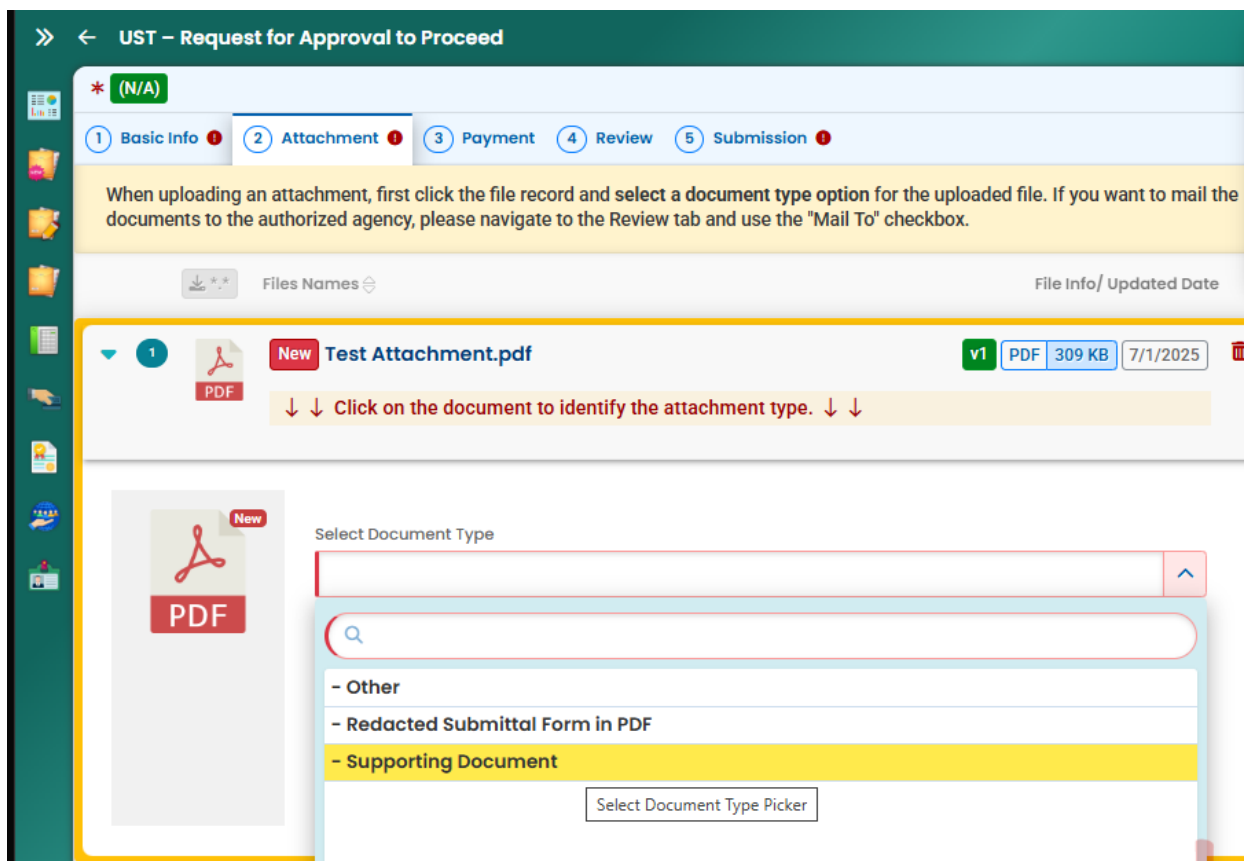 UST – Request for Approval to Proceed
* (N/A)
1 Basic Info 2 Attachment 3 Payment 4 Review 5 Submission
When uploading an attachment, first click the file record and select a document type option for the uploaded file. If you want to mail the
documents to the authorized agency, please navigate to the Review tab and use the "Mail To" checkbox.
*.* Files Names File Info/ Updated Date
1 PDF New Test Attachment.pdf v1 PDF 309 KB 7/1/2025
↓ ↓ Click on the document to identify the attachment type. ↓ ↓
New
PDF
Select Document Type
- Other
- Redacted Submittal Form in PDF
- Supporting Document
Select Document Type Picker